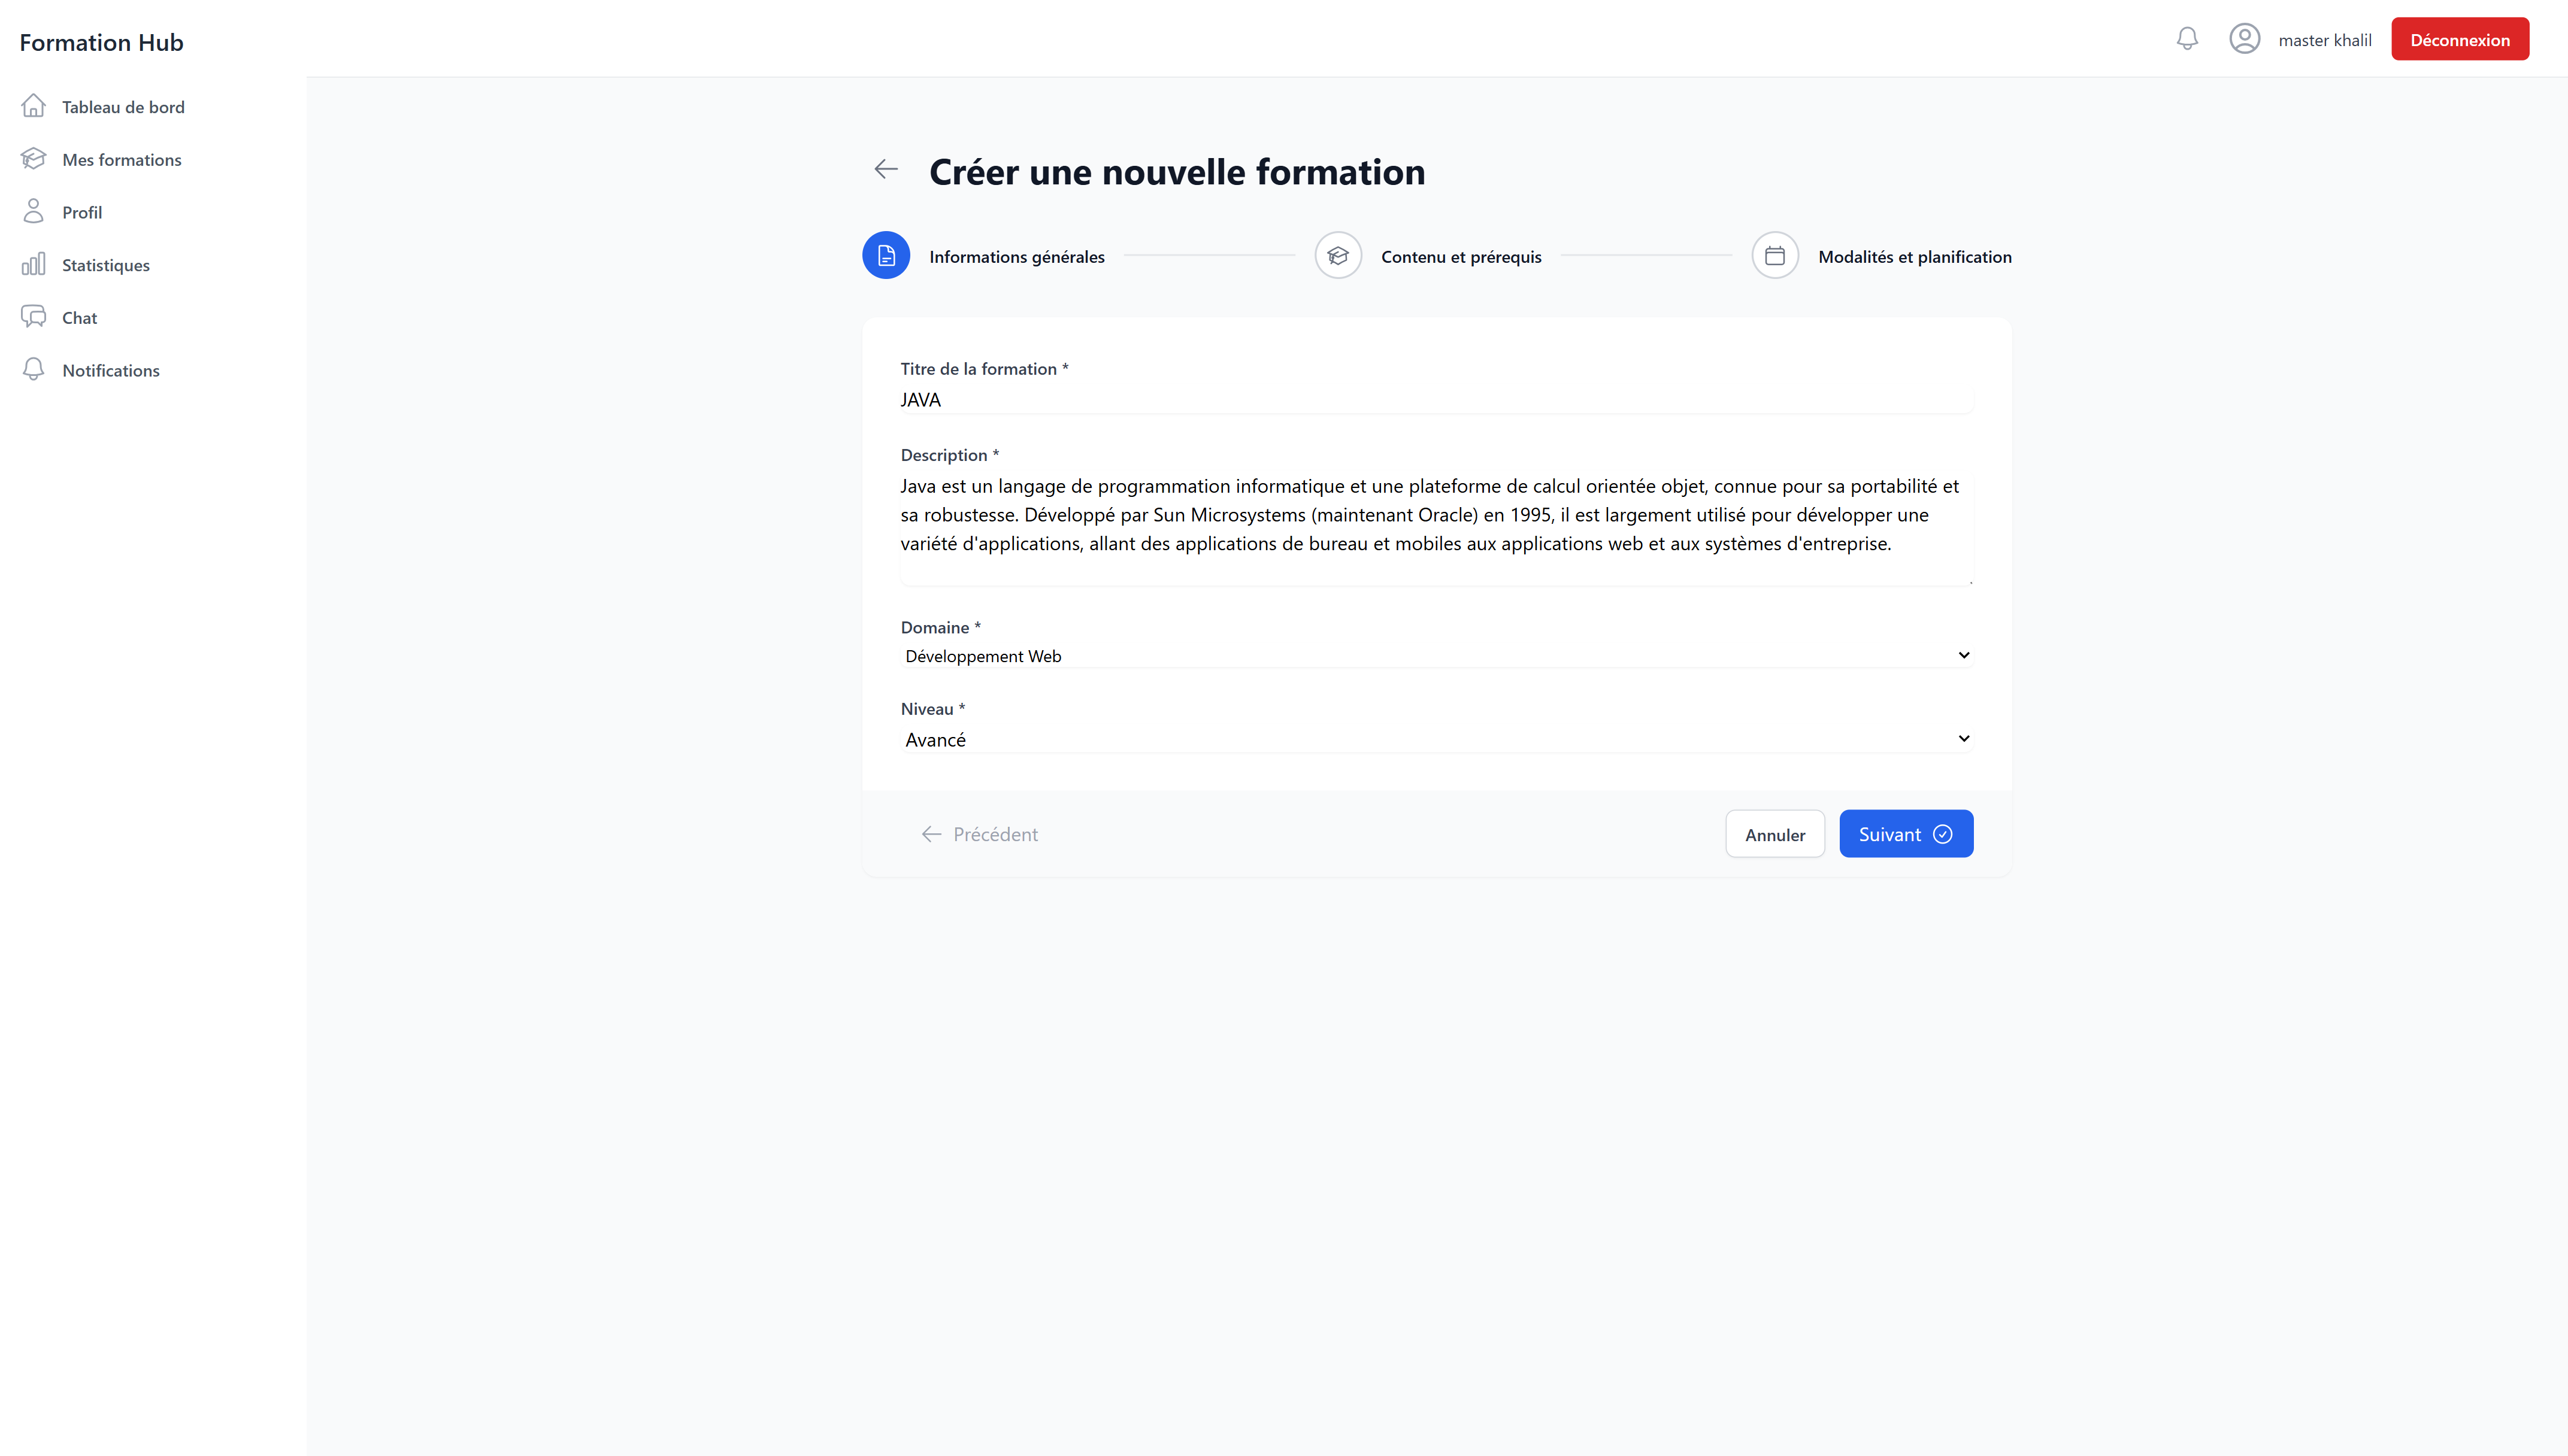 Formation Hub
master khalil
Déconnexion
Tableau de bord
Mes formations
Profil
Statistiques
Chat
Notifications
Créer une nouvelle formation
Informations générales
Contenu et prérequis
Modalités et planification
Titre de la formation *
JAVA
Description *
Java est un langage de programmation informatique et une plateforme de calcul orientée objet, connue pour sa portabilité et
sa robustesse. Développé par Sun Microsystems (maintenant Oracle) en 1995, il est largement utilisé pour développer une
variété d'applications, allant des applications de bureau et mobiles aux applications web et aux systèmes d'entreprise.
Domaine *
Développement Web
Niveau *
Avancé
Précédent
Annuler
Suivant